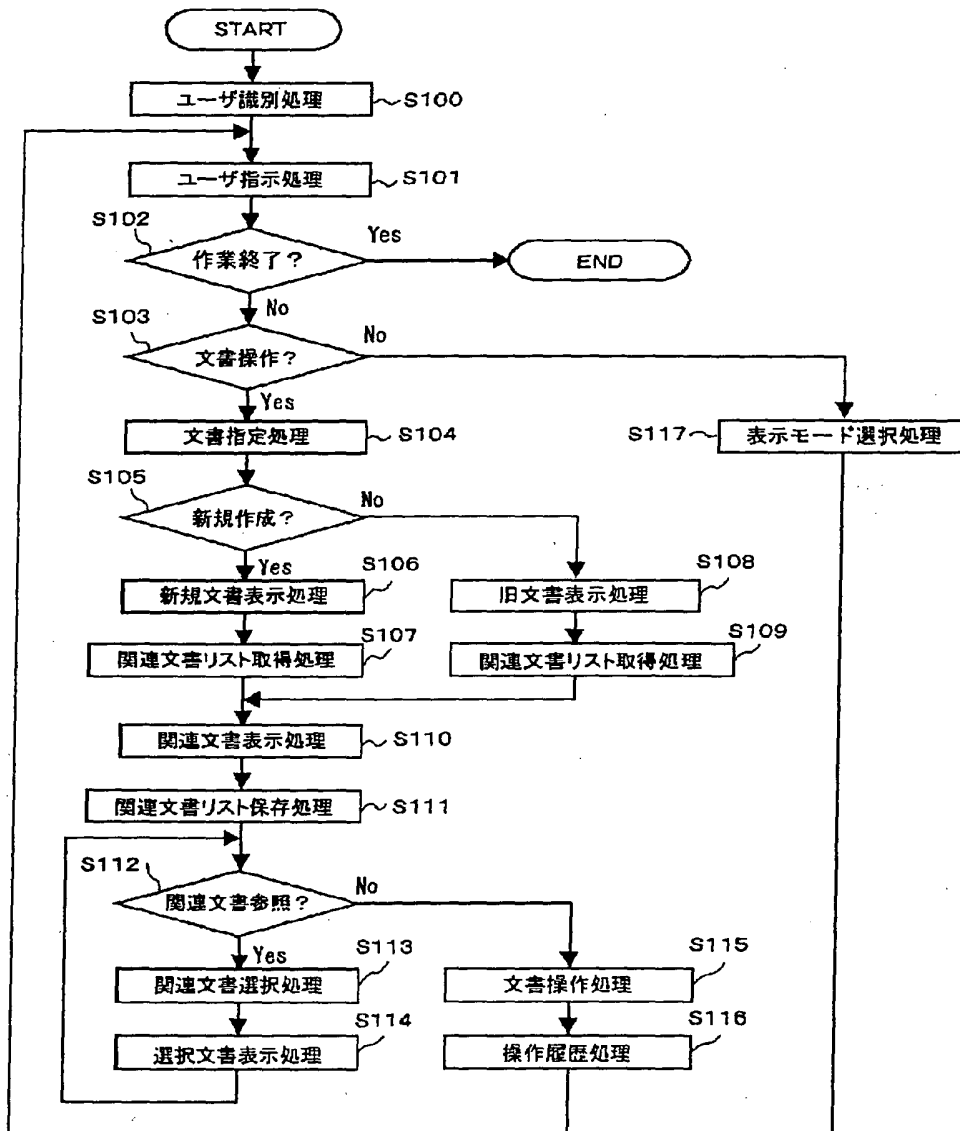 START
ユーザ識別処理
S100
ユーザ指示処理
S101
S102
作業終了？
Yes
END
No
S103
文書操作？
No
Yes
文書指定処理
S104
S117
表示モード選択処理
S105
新規作成？
No
Yes
S106
新規文書表示処理
S108
旧文書表示処理
S107
関連文書リスト取得処理
S109
関連文書リスト取得処理
関連文書表示処理
S110
関連文書リスト保存処理
S111
S112
関連文書参照？
No
Yes
S113
関連文書選択処理
S115
文書操作処理
S114
選択文書表示処理
S116
操作履歴処理